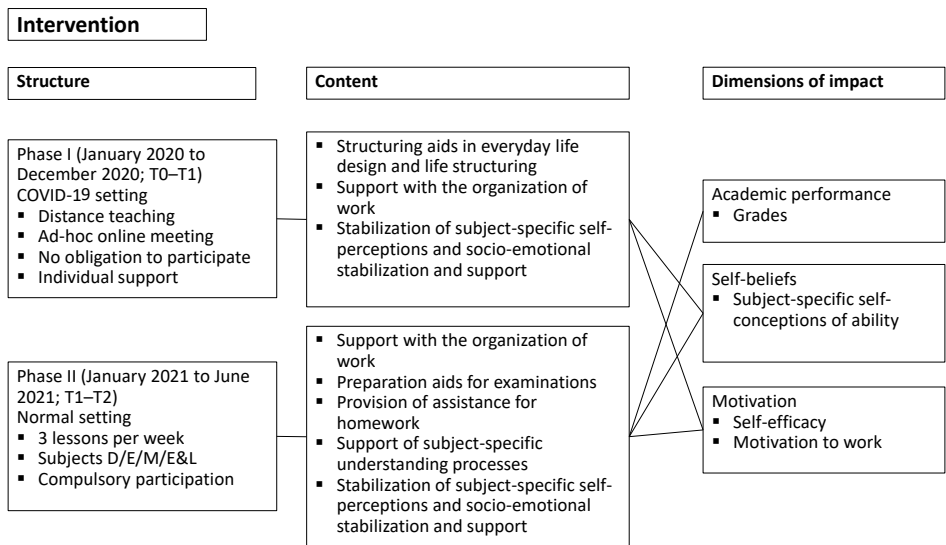 Intervention
Structure
Content
Dimensions of impact
Phase I (January 2020 to
December 2020; T0–T1)
COVID-19 setting
▪ Distance teaching
▪ Ad-hoc online meeting
▪ No obligation to participate
▪ Individual support
▪ Structuring aids in everyday life
design and life structuring
▪ Support with the organization of
work
▪ Stabilization of subject-specific self-
perceptions and socio-emotional
stabilization and support
Academic performance
▪ Grades
Self-beliefs
▪ Subject-specific self-
conceptions of ability
Phase II (January 2021 to June
2021; T1–T2)
Normal setting
▪ 3 lessons per week
▪ Subjects D/E/M/E&L
▪ Compulsory participation
▪ Support with the organization of
work
▪ Preparation aids for examinations
▪ Provision of assistance for
homework
▪ Support of subject-specific
understanding processes
▪ Stabilization of subject-specific self-
perceptions and socio-emotional
stabilization and support
Motivation
▪ Self-efficacy
▪ Motivation to work